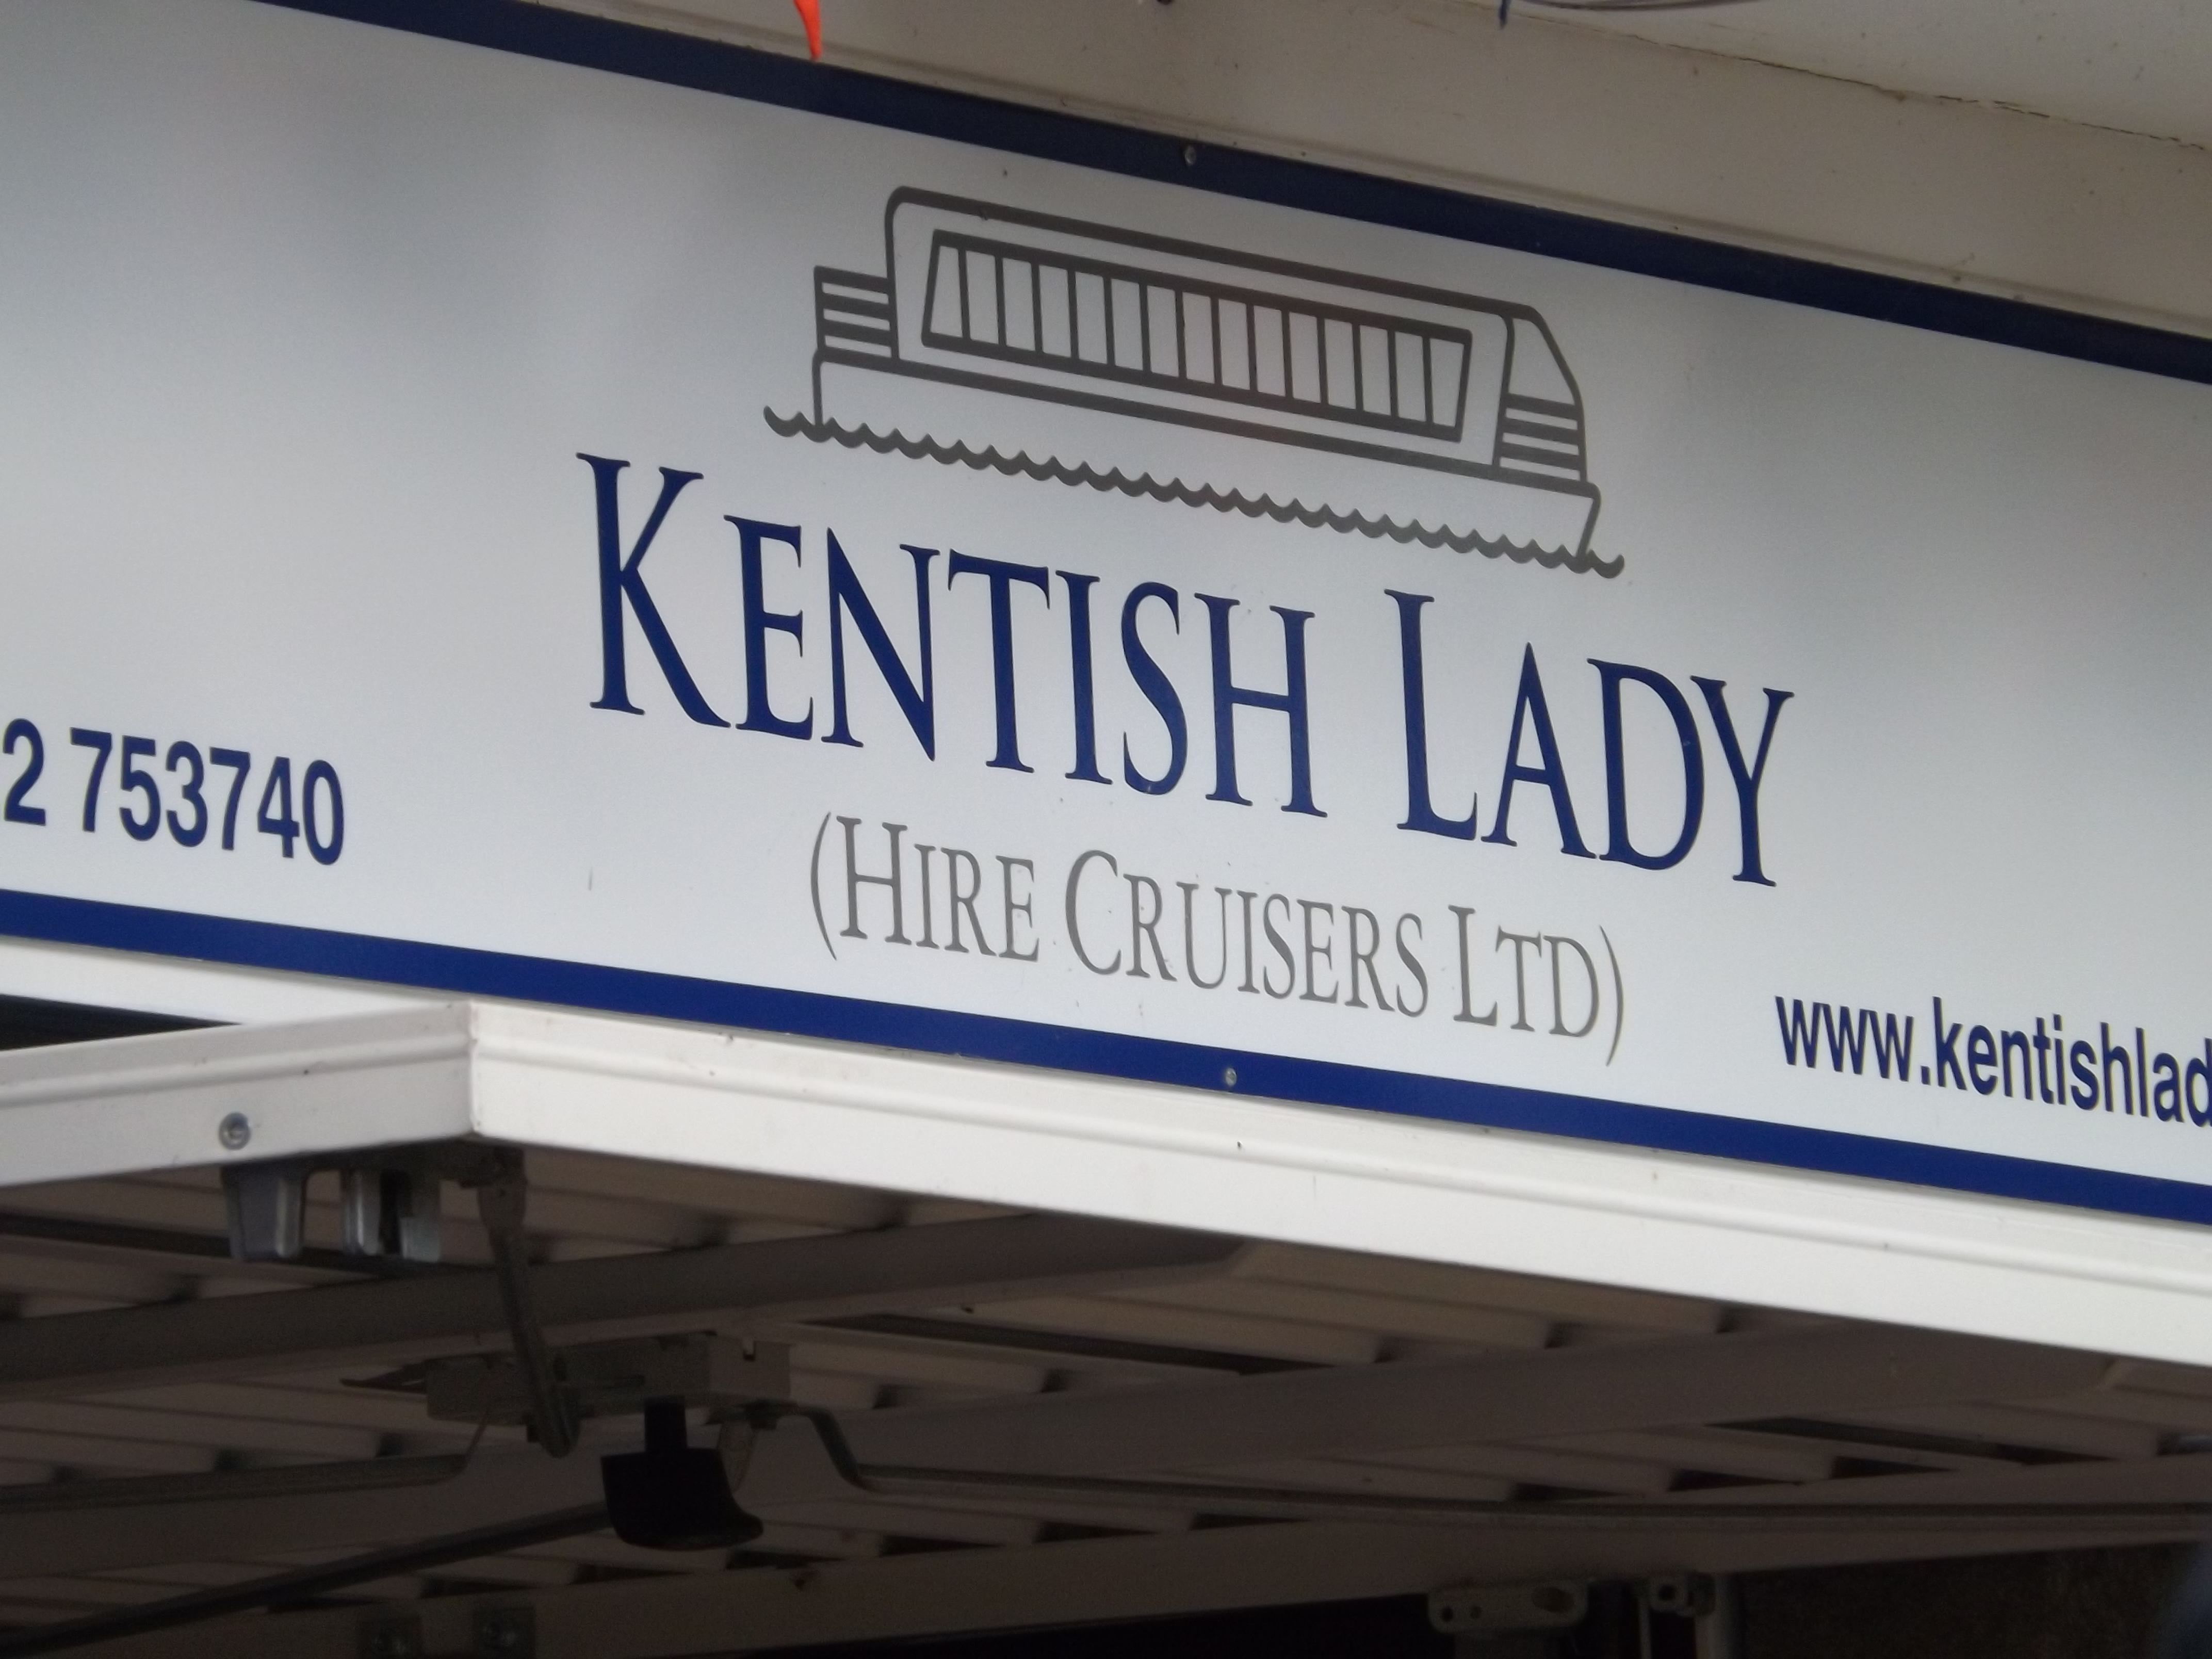 KENTISH LADY
(HIRE CRUISERS LTD)
2 753740
www.kentishlad